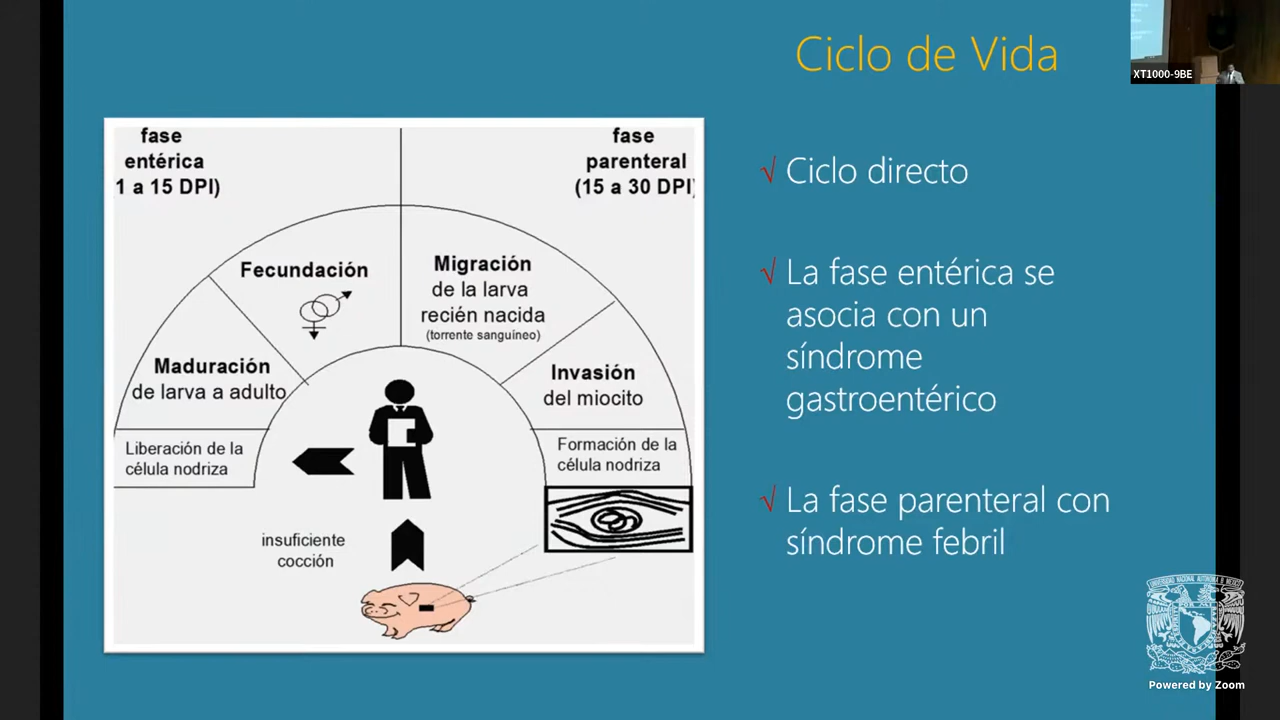 Ciclo de Vida
XT1000-9BE
fase
entérica
1 a 15 DPI)
fase
parenteral
(15 a 30 DPI)
Fecundación
Migración
de la larva
recién nacida
(torrente sanguíneo)
Maduración
de larva a adulto
Invasión
del miocito
Liberación de la
célula nodriza
Formación de la
célula nodriza
insuficiente
cocción
√ Ciclo directo
√ La fase entérica se
asocia con un
síndrome
gastroentérico
√ La fase parenteral con
síndrome febril
Powered by Zoom